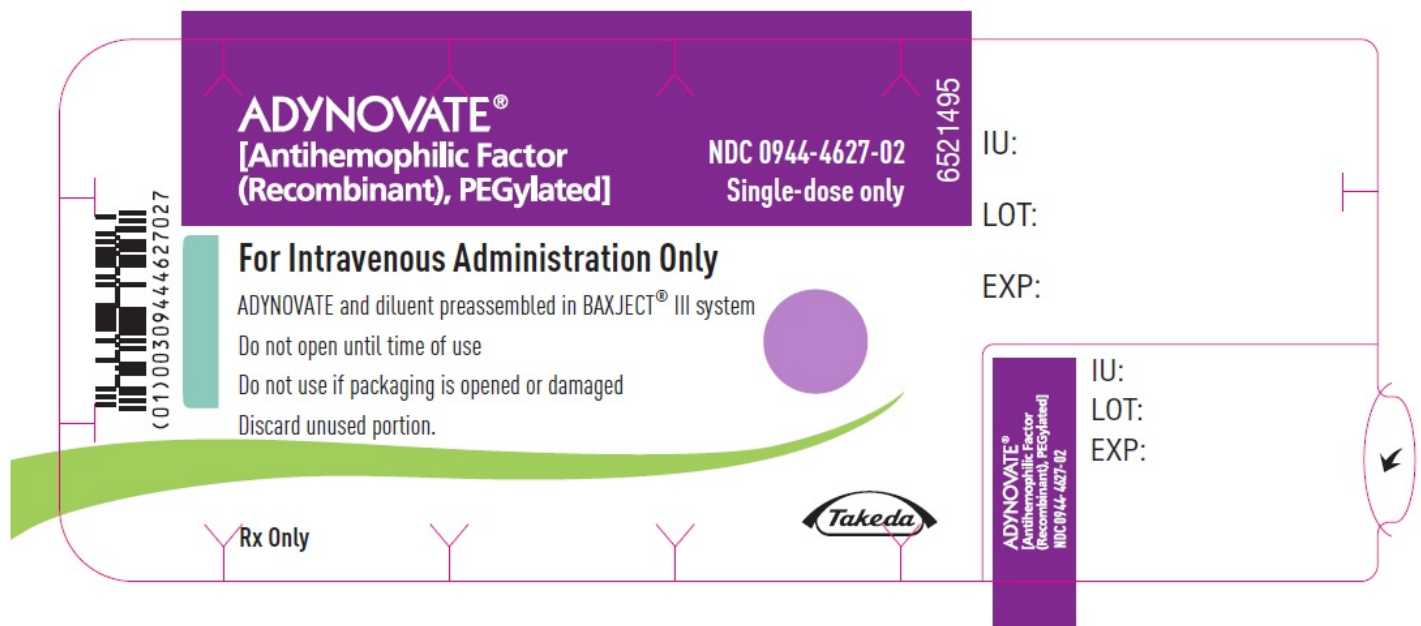 ADYNOVATE®
[Antihemophilic Factor
(Recombinant), PEGylated]
NDC 0944-4627-02
Single-dose only
6521495
(01)00309444627027
For Intravenous Administration Only
ADYNOVATE and diluent preassembled in BAXJECT® III system
Do not open until time of use
Do not use if packaging is opened or damaged
Discard unused portion.
Rx Only
Takeda
IU:
LOT:
EXP:
ADYNOVATE®
[Antihemophilic Factor
(Recombinant), PEGylated]
NDC 0944-4627-02
IU:
LOT:
EXP: